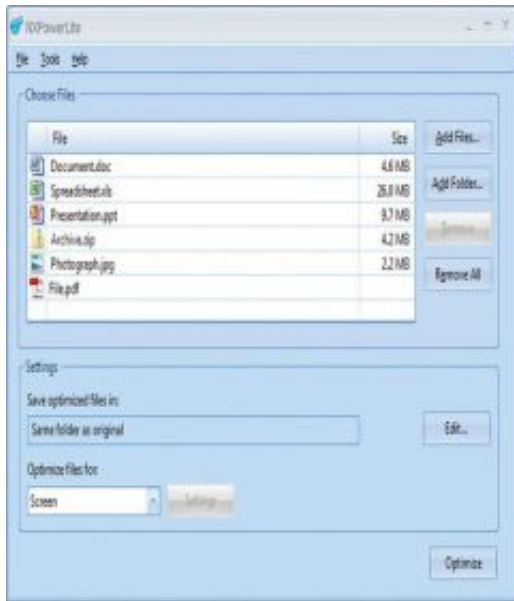 NXPowerLite
File Tools Help
Choose Files
File Size Add Files...
Document.doc 4.6 MB
Spreadsheet.xls 26.8 MB Add Folder...
Presentation.ppt 9.7 MB
Archive.zip 4.2 MB Remove
Photograph.jpg 2.2 MB Remove All
File.pdf
Settings
Save optimized files in:
Same folder as original Edit...
Optimize files for:
Screen Settings
Optimize